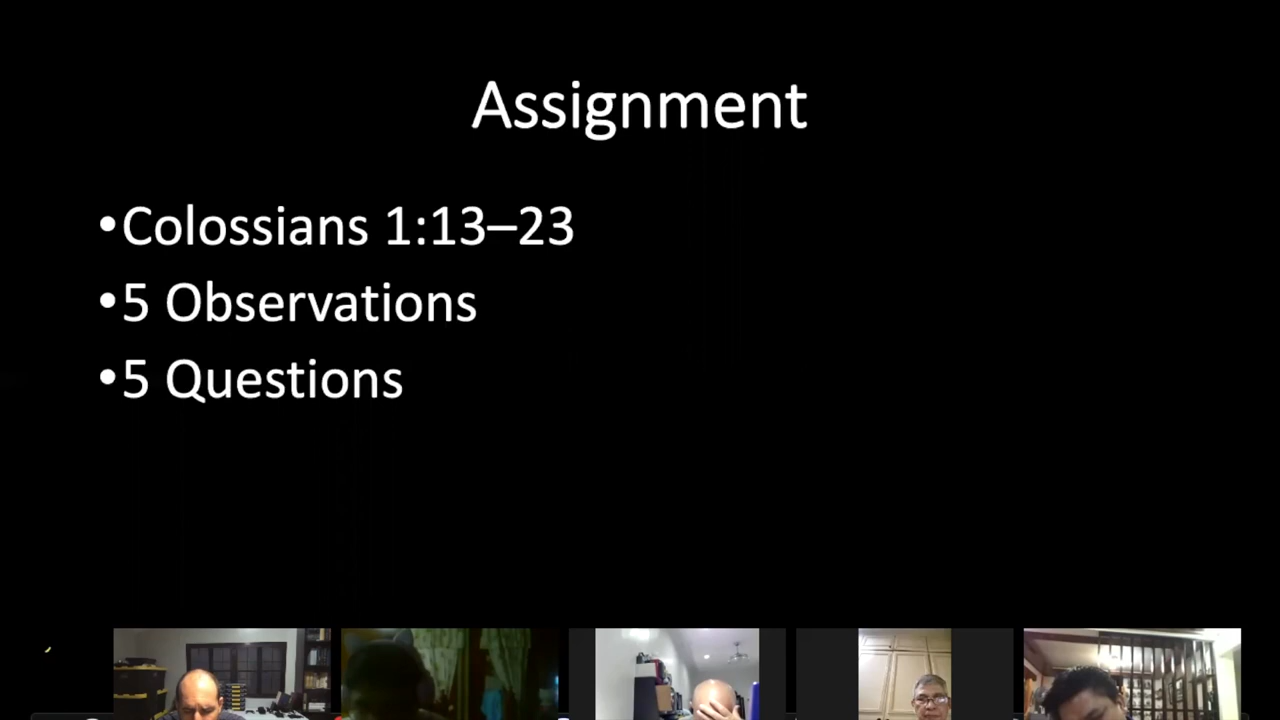 Assignment
•Colossians 1:13–23
•5 Observations
•5 Questions